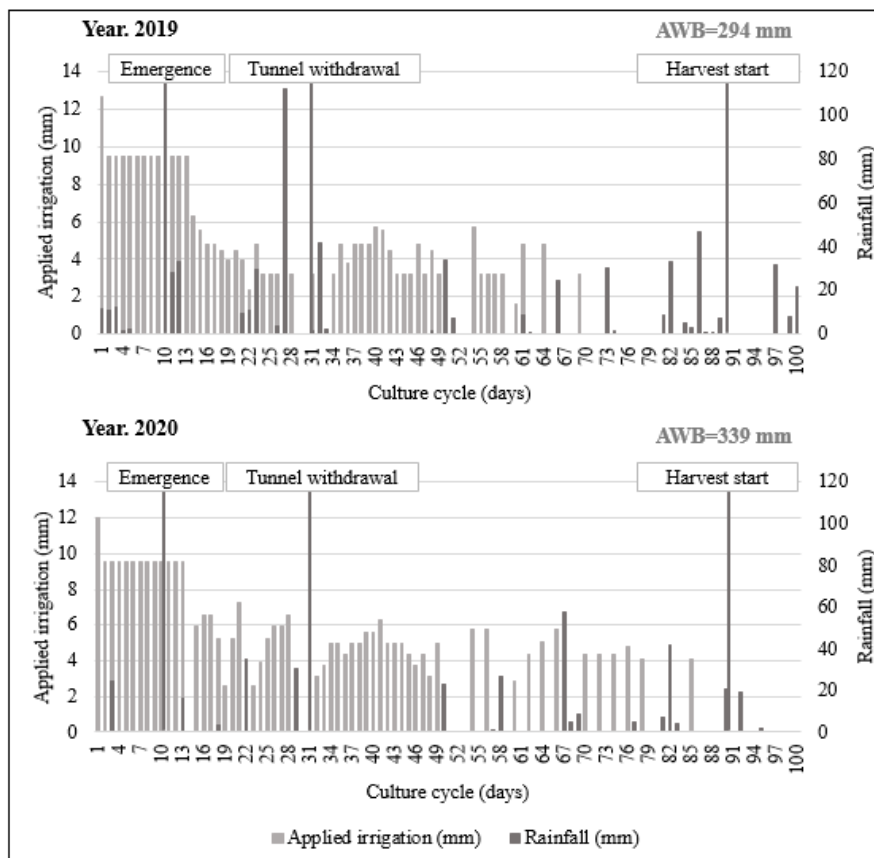 Year. 2019 AWB=294 mm
Emergence Tunnel withdrawal Harvest start
14 12 10 8 6 4 2 0
Applied irrigation (mm)
120 100 80 60 40 20 0
Rainfall (mm)
1 4 7 10 13 16 19 22 25 28 31 34 37 40 43 46 49 52 55 58 61 64 67 70 73 76 79 82 85 88 91 94 97 100
Culture cycle (days)
Year. 2020 AWB=339 mm
Emergence Tunnel withdrawal Harvest start
14 12 10 8 6 4 2 0
Applied irrigation (mm)
120 100 80 60 40 20 0
Rainfall (mm)
1 4 7 10 13 16 19 22 25 28 31 34 37 40 43 46 49 52 55 58 61 64 67 70 73 76 79 82 85 88 91 94 97 100
Culture cycle (days)
Applied irrigation (mm) Rainfall (mm)